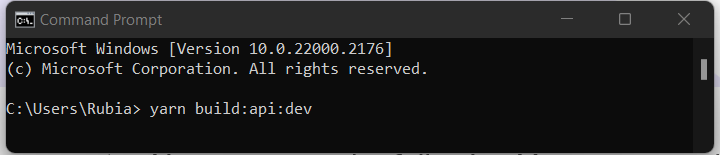 Command Prompt
Microsoft Windows [Version 10.0.22000.2176]
(c) Microsoft Corporation. All rights reserved.
C:\Users\Rubia> yarn build:api:dev